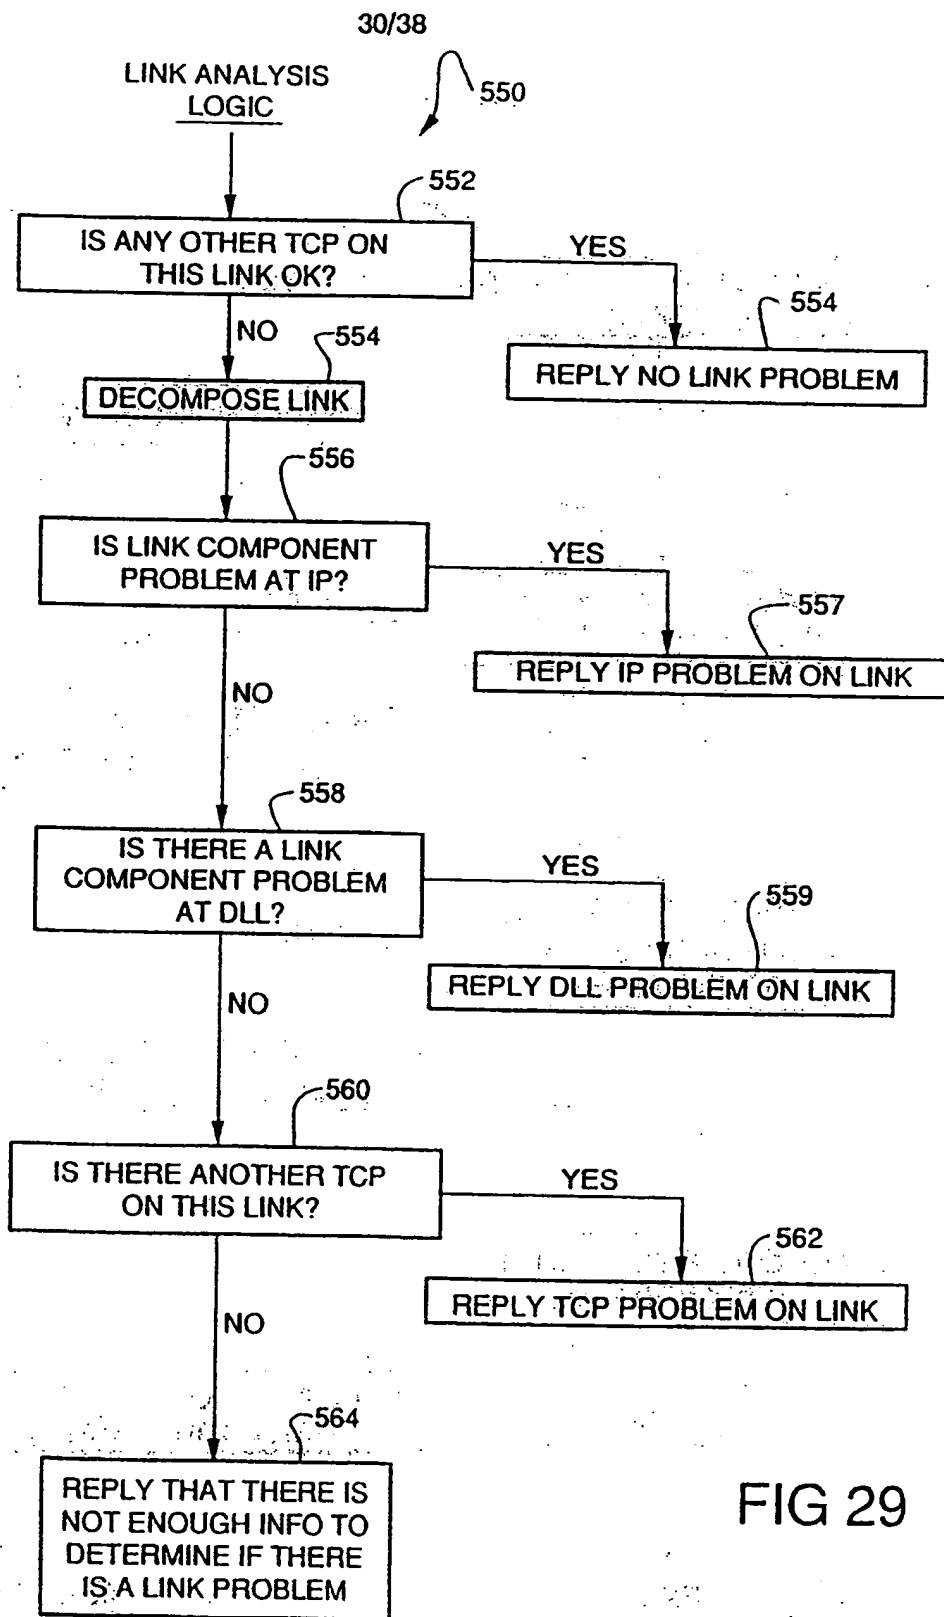 30/38
LINK ANALYSIS
LOGIC
550
552
IS ANY OTHER TCP ON
THIS LINK OK?
YES
554
REPLY NO LINK PROBLEM
NO
554
DECOMPOSE LINK
556
IS LINK COMPONENT
PROBLEM AT IP?
YES
557
REPLY IP PROBLEM ON LINK
NO
558
IS THERE A LINK
COMPONENT PROBLEM
AT DLL?
YES
559
REPLY DLL PROBLEM ON LINK
NO
560
IS THERE ANOTHER TCP
ON THIS LINK?
YES
562
REPLY TCP PROBLEM ON LINK
NO
564
REPLY THAT THERE IS
NOT ENOUGH INFO TO
DETERMINE IF THERE
IS A LINK PROBLEM
FIG 29